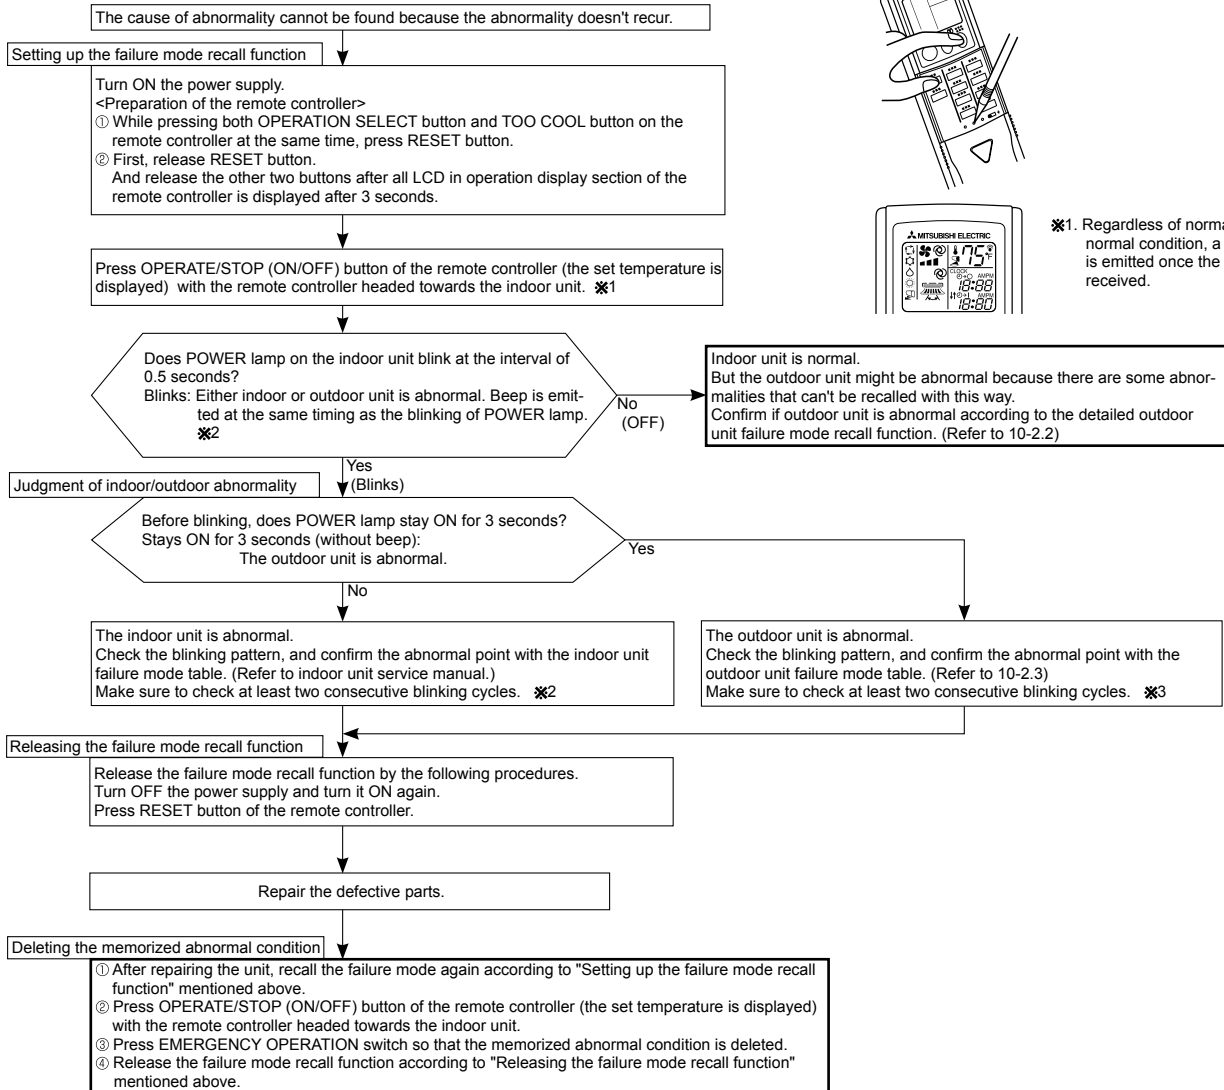 The cause of abnormality cannot be found because the abnormality doesn't recur.
Setting up the failure mode recall function
Turn ON the power supply.
<Preparation of the remote controller>
① While pressing both OPERATION SELECT button and TOO COOL button on the
remote controller at the same time, press RESET button.
② First, release RESET button.
And release the other two buttons after all LCD in operation display section of the
remote controller is displayed after 3 seconds.
Press OPERATE/STOP (ON/OFF) button of the remote controller (the set temperature is
displayed) with the remote controller headed towards the indoor unit. ※1
MITSUBISHI ELECTRIC
75 °F
CLOCK AMPM
18:88
AMPM
18:80
※1. Regardless of norma
normal condition, a
is emitted once the
received.
Does POWER lamp on the indoor unit blink at the interval of
0.5 seconds?
Blinks: Either indoor or outdoor unit is abnormal. Beep is emit-
ted at the same timing as the blinking of POWER lamp.
※2
No
(OFF)
Indoor unit is normal.
But the outdoor unit might be abnormal because there are some abnor-
malities that can't be recalled with this way.
Confirm if outdoor unit is abnormal according to the detailed outdoor
unit failure mode recall function. (Refer to 10-2.2)
Yes
(Blinks)
Judgment of indoor/outdoor abnormality
Before blinking, does POWER lamp stay ON for 3 seconds?
Stays ON for 3 seconds (without beep):
The outdoor unit is abnormal.
Yes
No
The indoor unit is abnormal.
Check the blinking pattern, and confirm the abnormal point with the indoor unit
failure mode table. (Refer to indoor unit service manual.)
Make sure to check at least two consecutive blinking cycles. ※2
The outdoor unit is abnormal.
Check the blinking pattern, and confirm the abnormal point with the
outdoor unit failure mode table. (Refer to 10-2.3)
Make sure to check at least two consecutive blinking cycles. ※3
Releasing the failure mode recall function
Release the failure mode recall function by the following procedures.
Turn OFF the power supply and turn it ON again.
Press RESET button of the remote controller.
Repair the defective parts.
Deleting the memorized abnormal condition
① After repairing the unit, recall the failure mode again according to "Setting up the failure mode recall
function" mentioned above.
② Press OPERATE/STOP (ON/OFF) button of the remote controller (the set temperature is displayed)
with the remote controller headed towards the indoor unit.
③ Press EMERGENCY OPERATION switch so that the memorized abnormal condition is deleted.
④ Release the failure mode recall function according to "Releasing the failure mode recall function"
mentioned above.